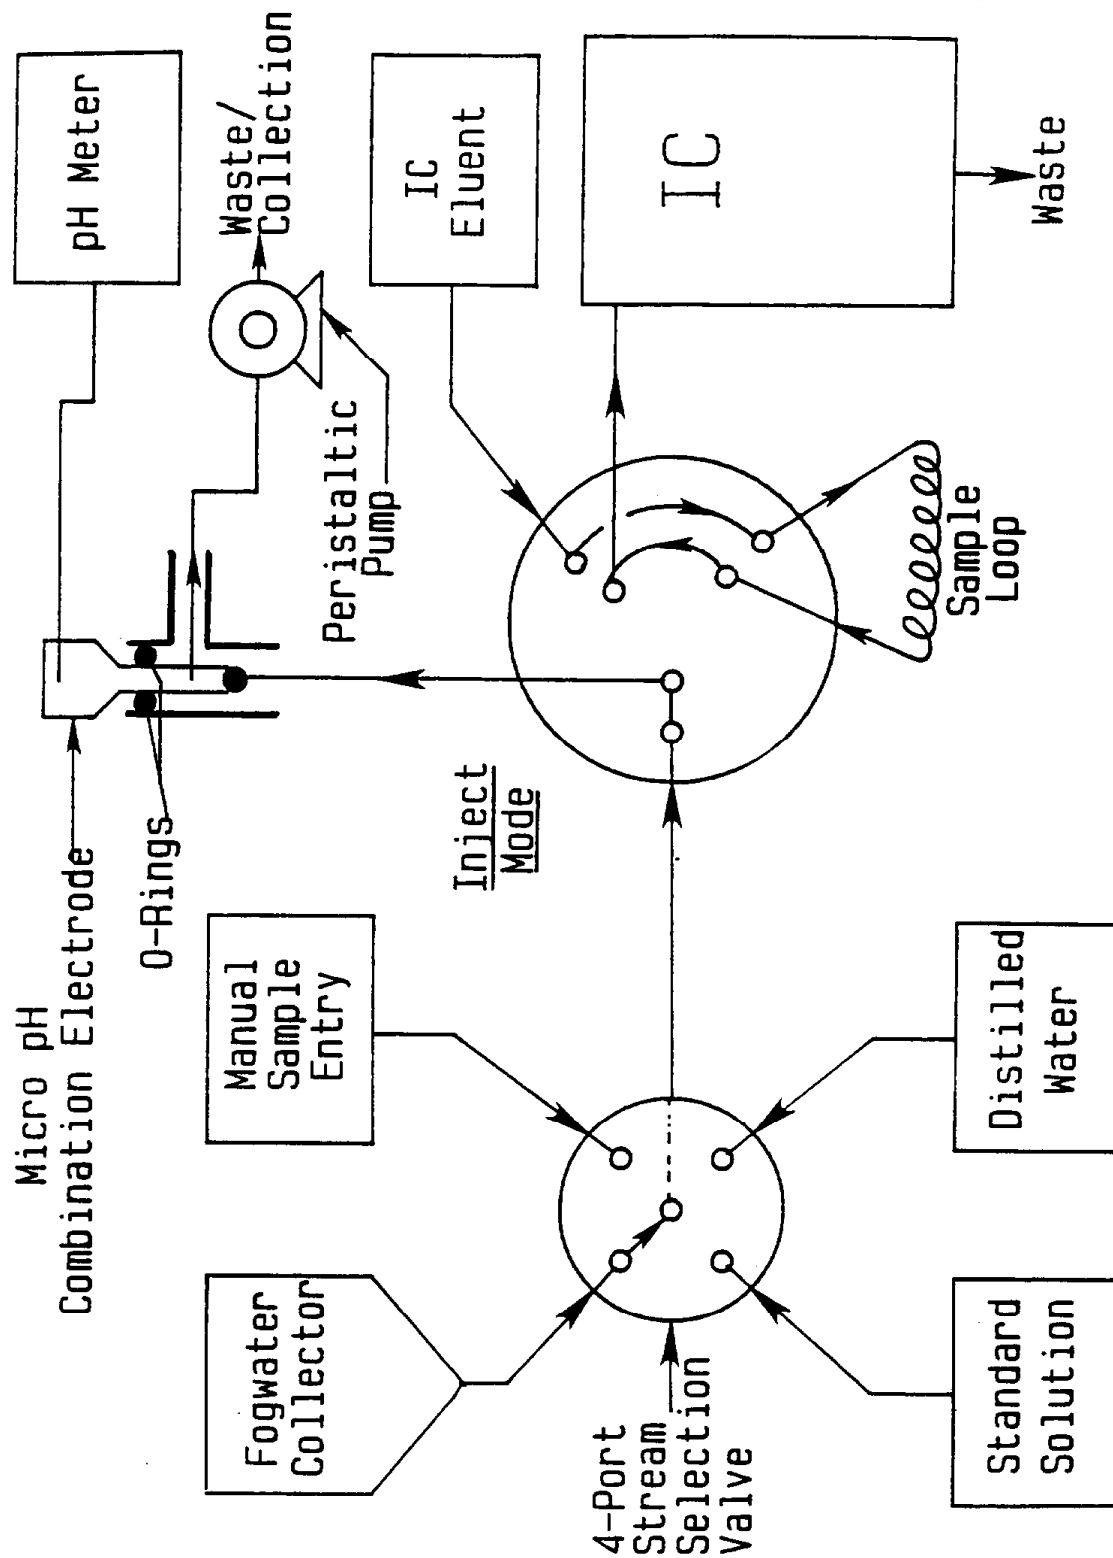 Micro pH
Combination Electrode
O-Rings
pH Meter
Waste/
Collection
Peristaltic
Pump
Fogwater
Collector
Manual
Sample
Entry
Inject
Mode
IC
Eluent
IC
Waste
4-Port
Stream
Selection
Valve
Sample
Loop
Standard
Solution
Distilled
Water